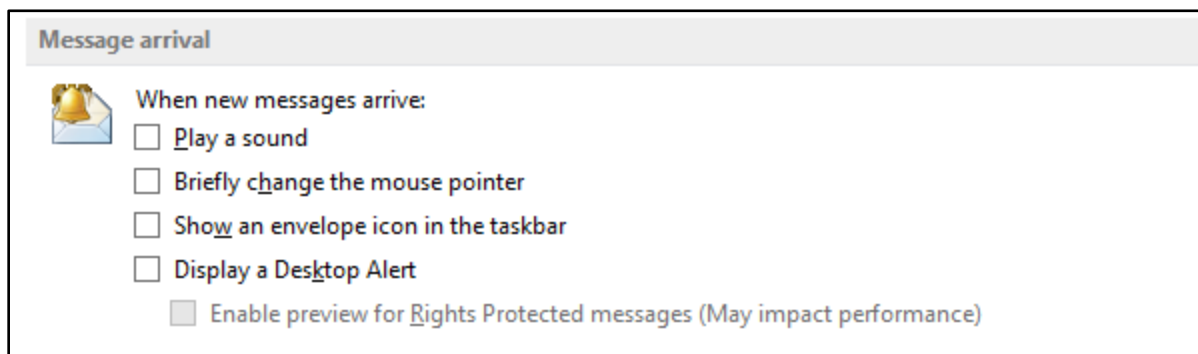 Message arrival
When new messages arrive:
Play a sound
Briefly change the mouse pointer
Show an envelope icon in the taskbar
Display a Desktop Alert
Enable preview for Rights Protected messages (May impact performance)